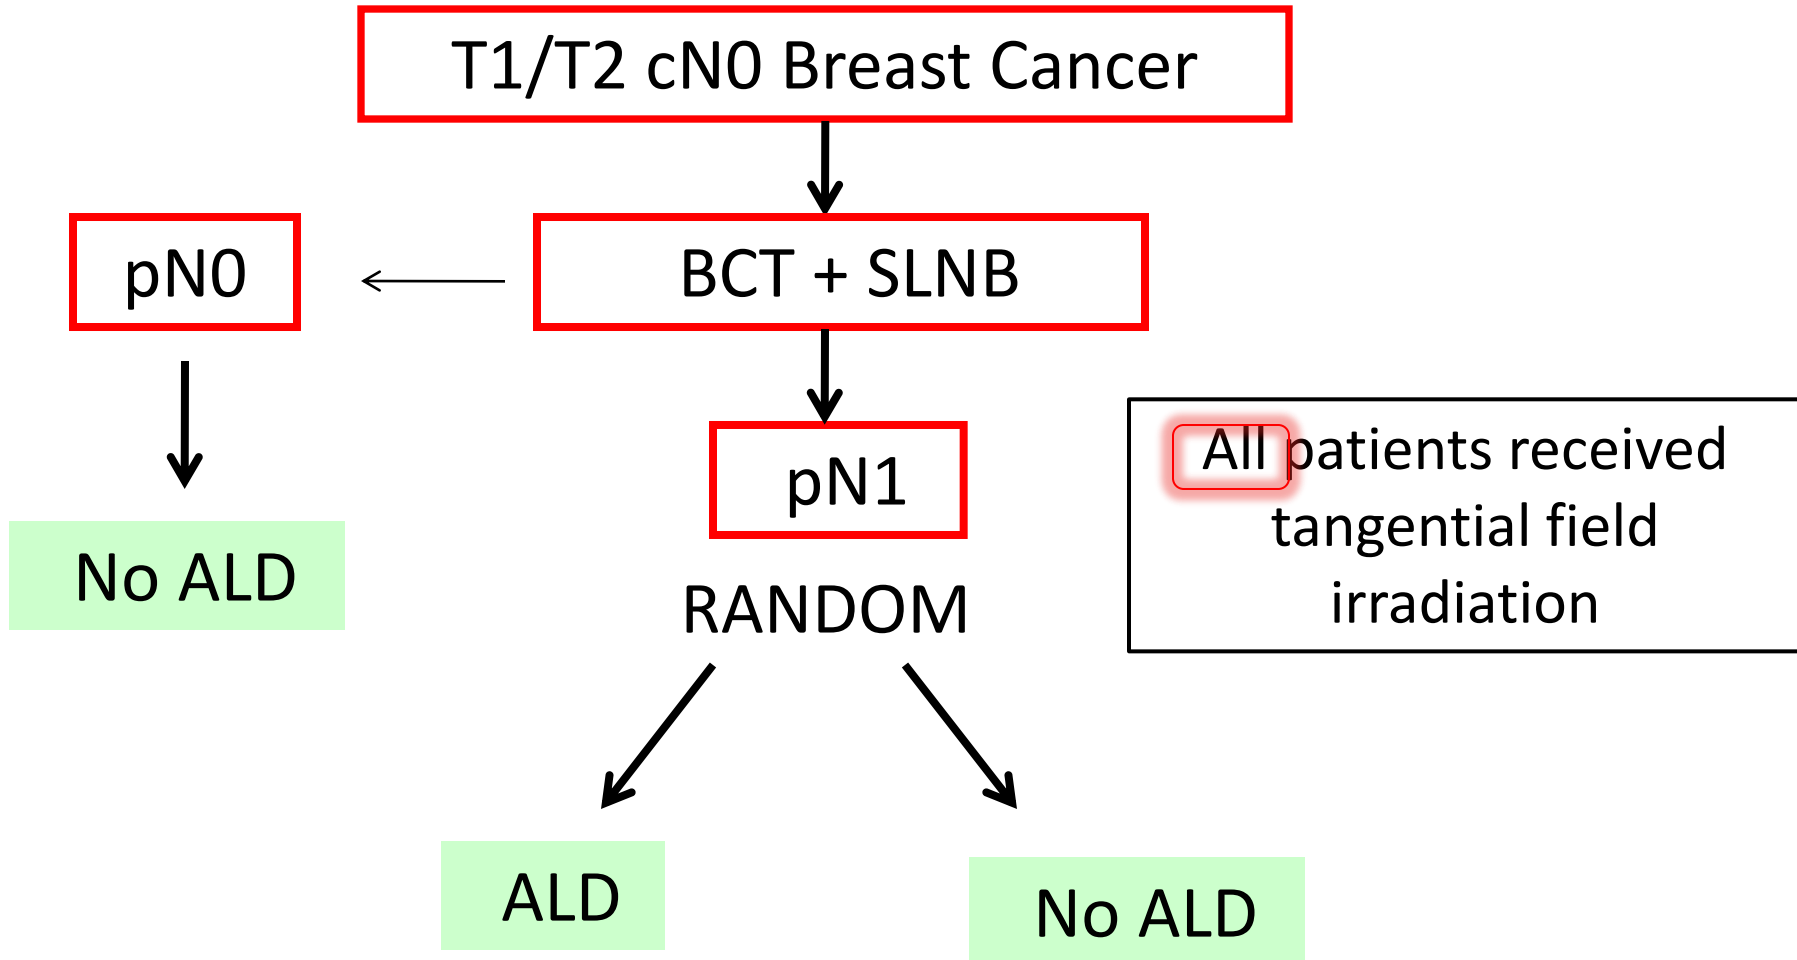 T1/T2 cN0 Breast Cancer
pN0
BCT + SLNB
pN1
All patients received
tangential field
irradiation
No ALD
RANDOM
ALD
No ALD